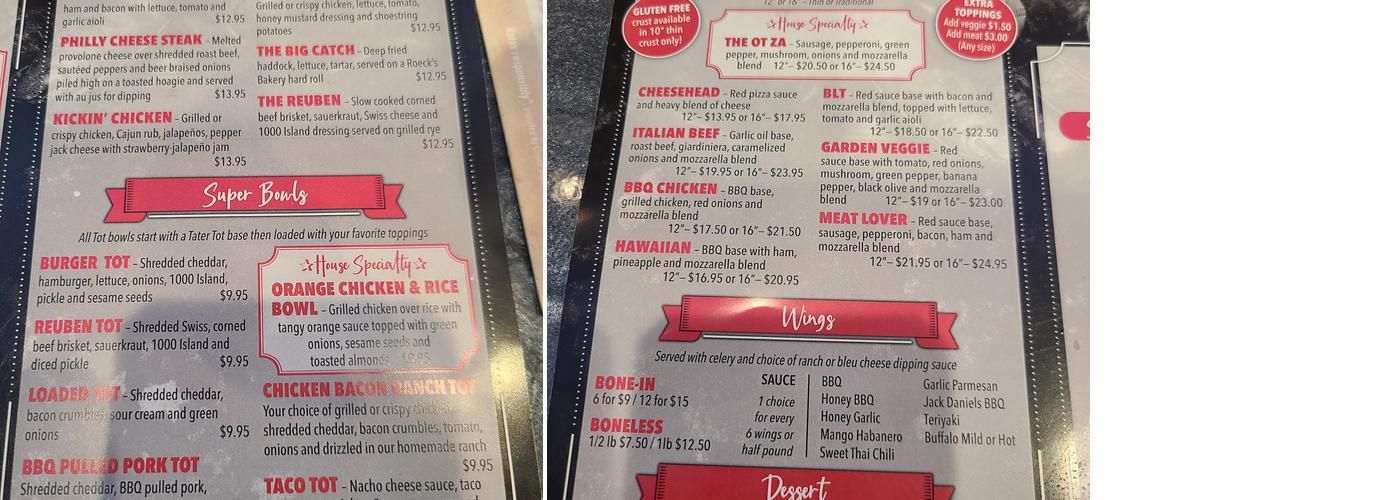 ham and bacon with lettuce, tomato and
garlic aioli $12.95
PHILLY CHEESE STEAK – Melted
provolone cheese over shredded roast beef,
sautéed peppers and beer braised onions
piled high on a toasted hoagie and served
with au jus for dipping $13.95
KICKIN' CHICKEN – Grilled or
crispy chicken, Cajun rub, jalapeños, pepper
jack cheese with strawberry-jalapeño jam
$13.95
Grilled or crispy chicken, lettuce, tomato,
honey mustard dressing and shoestring
potatoes $12.95
THE BIG CATCH – Deep fried
haddock, lettuce, tartar, served on a Roeck's
Bakery hard roll $12.95
THE REUBEN – Slow cooked corned
beef brisket, sauerkraut, Swiss cheese and
1000 Island dressing served on grilled rye
$12.95
Super Bowls
All Tot bowls start with a Tater Tot base then loaded with your favorite toppings
BURGER TOT – Shredded cheddar,
hamburger, lettuce, onions, 1000 Island,
pickle and sesame seeds $9.95
REUBEN TOT – Shredded Swiss, corned
beef brisket, sauerkraut, 1000 Island and
diced pickle $9.95
LOADED TOT – Shredded cheddar,
bacon crumbles, sour cream and green
onions $9.95
BBQ PULLED PORK TOT
Shredded cheddar, BBQ pulled pork,
House Specialty
ORANGE CHICKEN & RICE
BOWL – Grilled chicken over rice with
tangy orange sauce topped with green
onions, sesame seeds and
toasted almonds $9.95
CHICKEN BACON RANCH TOT
Your choice of grilled or crispy chicken,
shredded cheddar, bacon crumbles, tomato,
onions and drizzled in our homemade ranch
$9.95
TACO TOT – Nacho cheese sauce, taco
12" or 16" – Thin or Traditional
GLUTEN FREE
crust available
in 10" thin
crust only!
House Specialty
THE OT ZA – Sausage, pepperoni, green
pepper, mushroom, onions and mozzarella
blend 12"– $20.50 or 16"– $24.50
EXTRA
TOPPINGS
Add veggie $1.50
Add meat $3.00
(Any size)
CHEESEHEAD – Red pizza sauce
and heavy blend of cheese
12"– $13.95 or 16"– $17.95
ITALIAN BEEF – Garlic oil base,
roast beef, giardiniera, caramelized
onions and mozzarella blend
12"– $19.95 or 16"– $23.95
BBQ CHICKEN – BBQ base,
grilled chicken, red onions and
mozzarella blend
12"– $17.50 or 16"– $21.50
HAWAIIAN – BBQ base with ham,
pineapple and mozzarella blend
12"– $16.95 or 16"– $20.95
BLT – Red sauce base with bacon and
mozzarella blend, topped with lettuce,
tomato and garlic aioli
12"– $18.50 or 16"– $22.50
GARDEN VEGGIE – Red
sauce base with tomato, red onions,
mushroom, green pepper, banana
pepper, black olive and mozzarella
blend 12"– $19 or 16"– $23.00
MEAT LOVER – Red sauce base,
sausage, pepperoni, bacon, ham and
mozzarella blend
12"– $21.95 or 16"– $24.95
Wings
Served with celery and choice of ranch or bleu cheese dipping sauce
BONE-IN
6 for $9 / 12 for $15
BONELESS
1/2 lb $7.50 / 1lb $12.50
SAUCE
1 choice
for every
6 wings or
half pound
BBQ
Honey BBQ
Honey Garlic
Mango Habanero
Sweet Thai Chili
Garlic Parmesan
Jack Daniels BBQ
Teriyaki
Buffalo Mild or Hot
Dessert